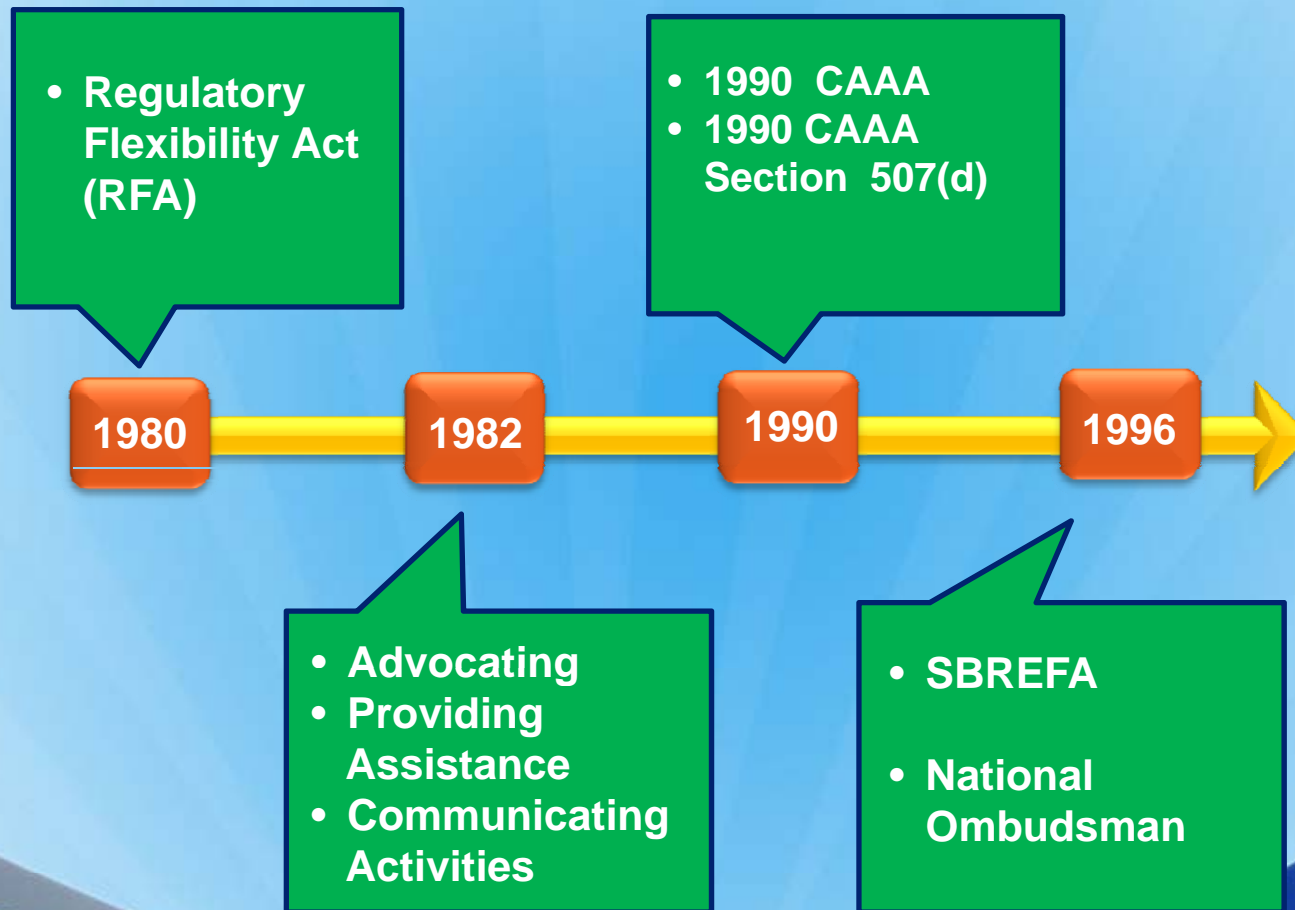 • Regulatory
Flexibility Act
(RFA)
• 1990 CAAA
• 1990 CAAA
Section 507(d)
1980
1982
1990
1996
• Advocating
• Providing
Assistance
• Communicating
Activities
• SBREFA
• National
Ombudsman